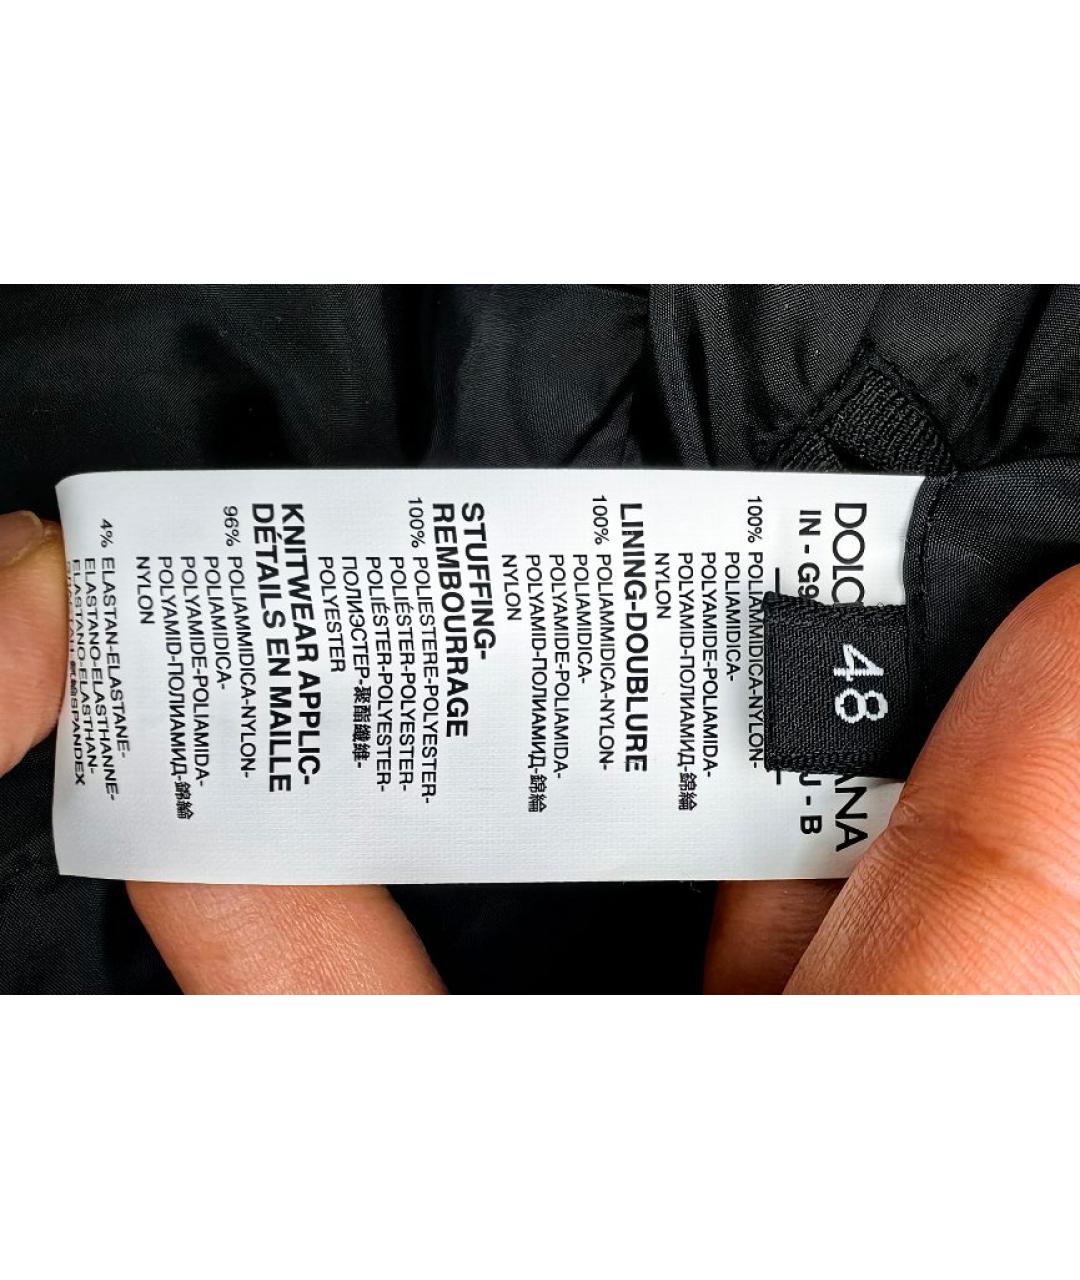 DOLC ANA
48
IN - G9 J - B
100% POLIAMMIDICA-NYLON-
POLIAMIDICA-
POLYAMIDE-POLIAMIDA-
POLYAMID-ПОЛИАМИД-錦綸
NYLON
LINING-DOUBLURE
100% POLIAMMIDICA-NYLON-
POLIAMIDICA-
POLYAMIDE-POLIAMIDA-
POLYAMID-ПОЛИАМИД-錦綸
NYLON
STUFFING-
REMBOURRAGE
100% POLIESTERE-POLYESTER-
POLIÉSTER-POLYESTER-
POLIÉSTER-POLYESTER-
ПОЛИЭСТЕР-聚酯纖維-
POLYESTER
KNITWEAR APPLIC-
DÉTAILS EN MAILLE
96% POLIAMMIDICA-NYLON-
POLIAMIDICA-
POLYAMIDE-POLIAMIDA-
POLYAMID-ПОЛИАМИД-錦綸
NYLON
4% ELASTAN-ELASTANE-
ELASTANO-ELASTHANNE-
ELASTANO-ELASTHAN-
SPANDEX